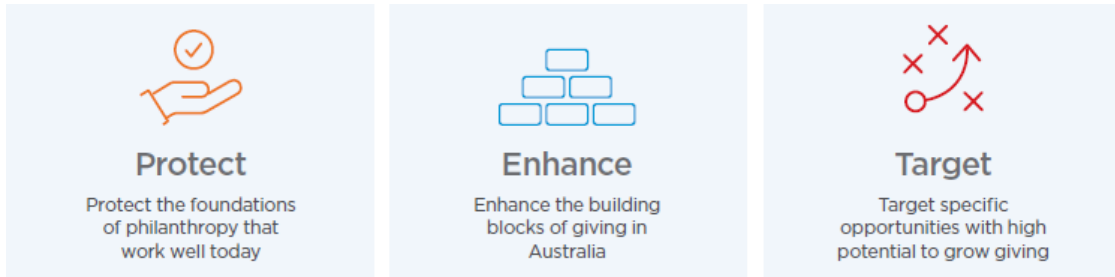 Protect
Protect the foundations
of philanthropy that
work well today
Enhance
Enhance the building
blocks of giving in
Australia
Target
Target specific
opportunities with high
potential to grow giving